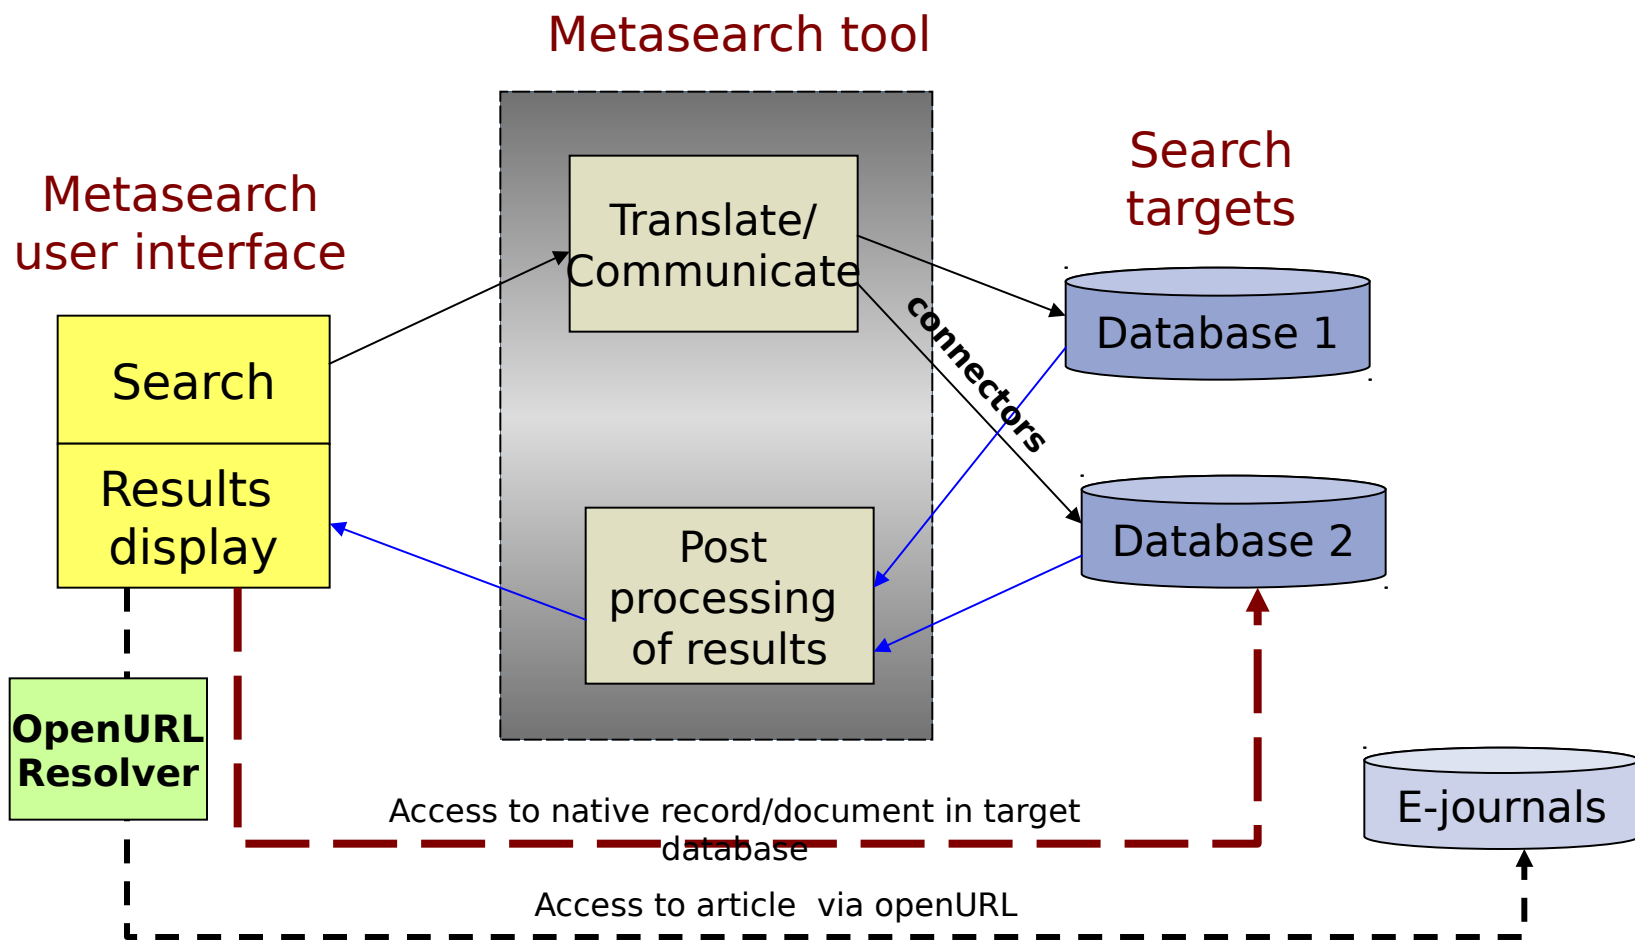 Metasearch tool
Metasearch
user interface
Search
targets
Translate/
Communicate
connectors
Database 1
Search
Results
display
Database 2
Post
processing
of results
OpenURL
Resolver
E-journals
Access to native record/document in target
database
Access to article  via openURL